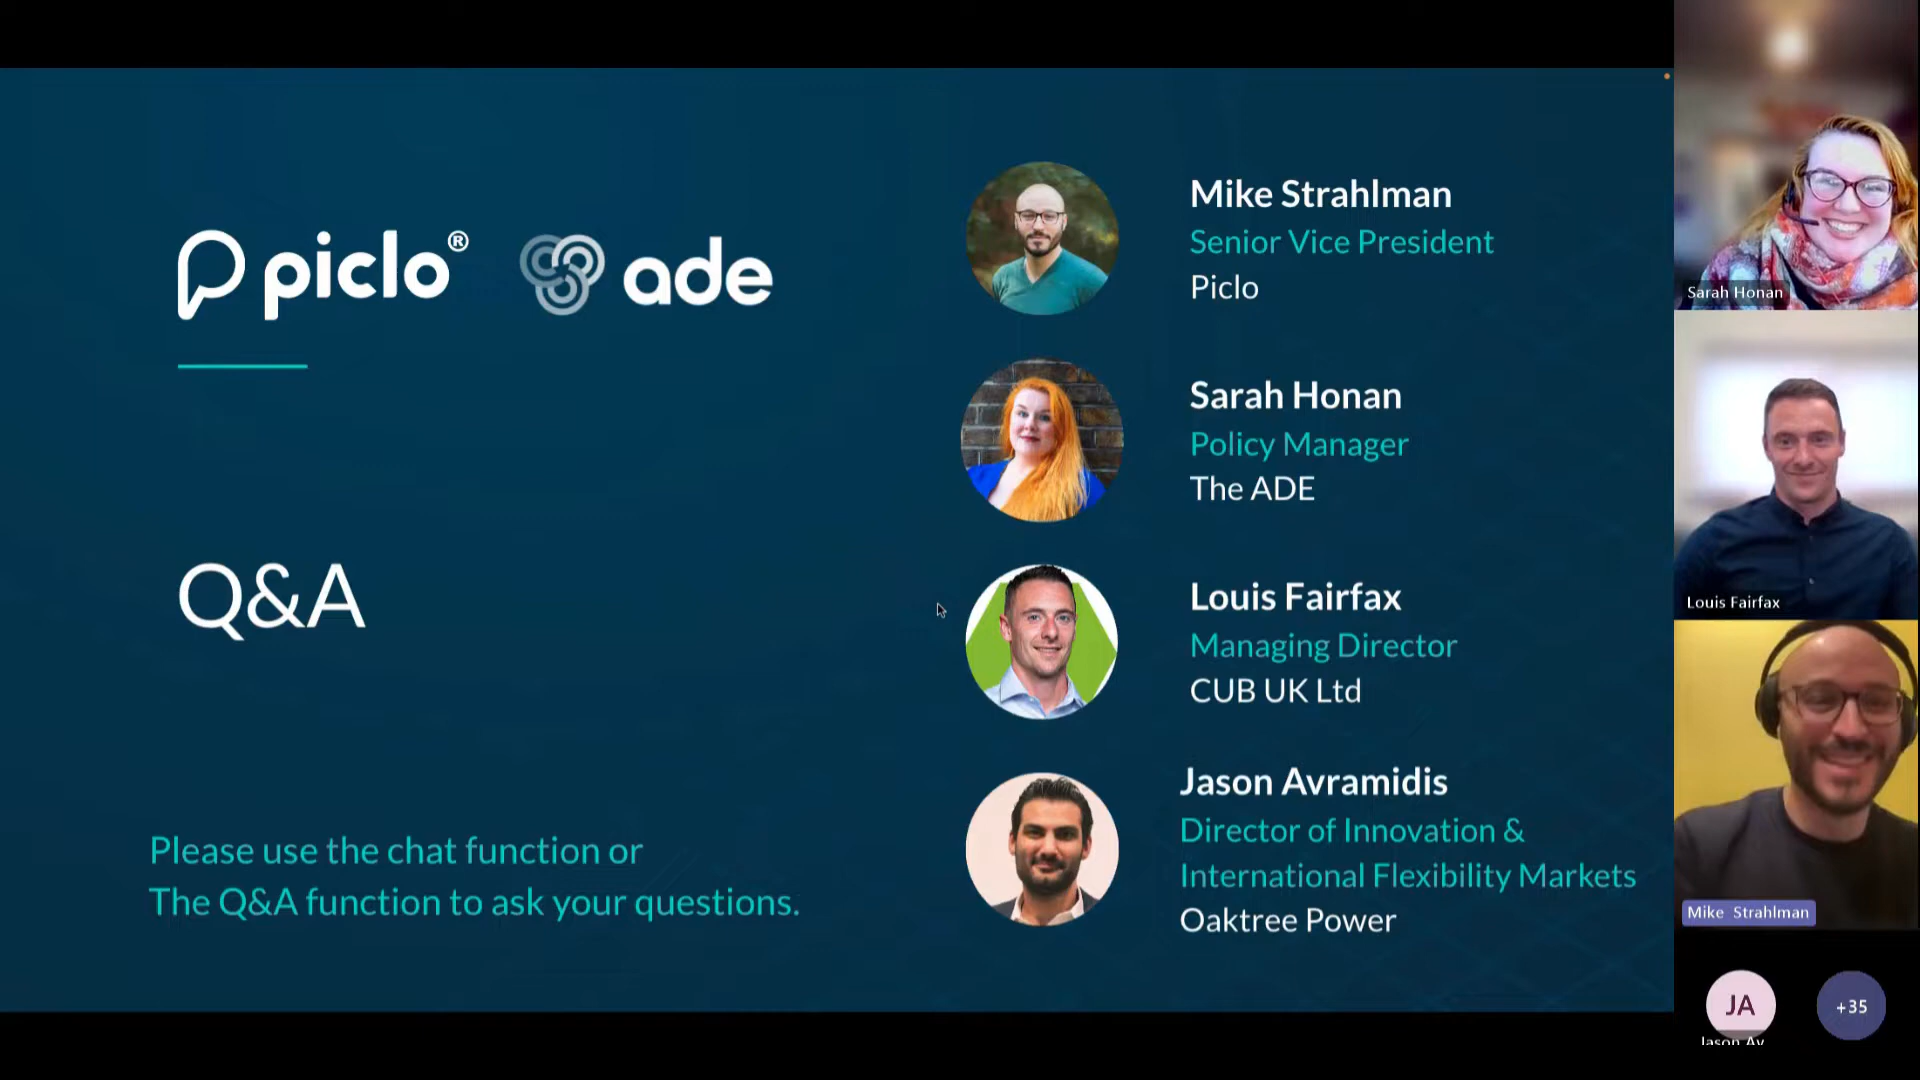 piclo®
ade
Q&A
Please use the chat function or
The Q&A function to ask your questions.
Mike Strahlman
Senior Vice President
Piclo
Sarah Honan
Policy Manager
The ADE
Louis Fairfax
Managing Director
CUB UK Ltd
Jason Avramidis
Director of Innovation &
International Flexibility Markets
Oaktree Power
Sarah Honan
Louis Fairfax
Mike Strahlman
JA
Jason Av
+35